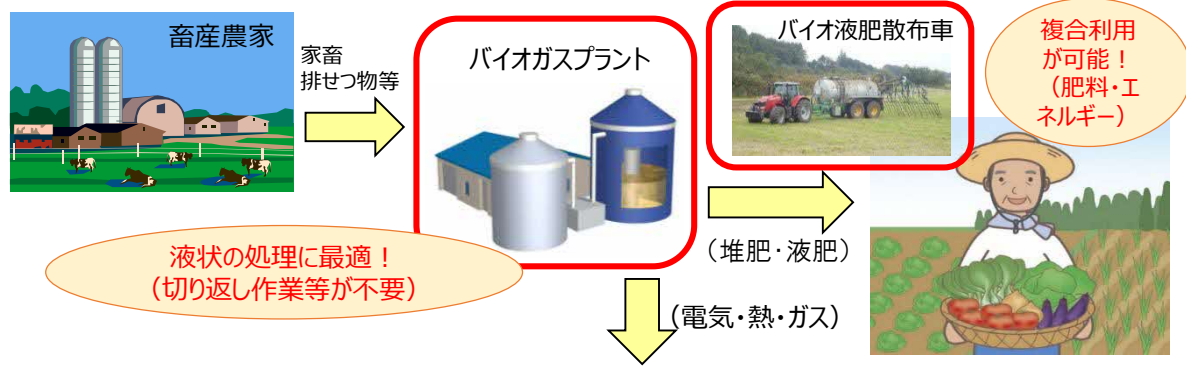 畜産農家
家畜
排せつ物等
バイオガスプラント
バイオ液肥散布車
複合利用
が可能！
（肥料・エ
ネルギー）
液状の処理に最適！
（切り返し作業等が不要）
（堆肥・液肥）
（電気・熱・ガス）